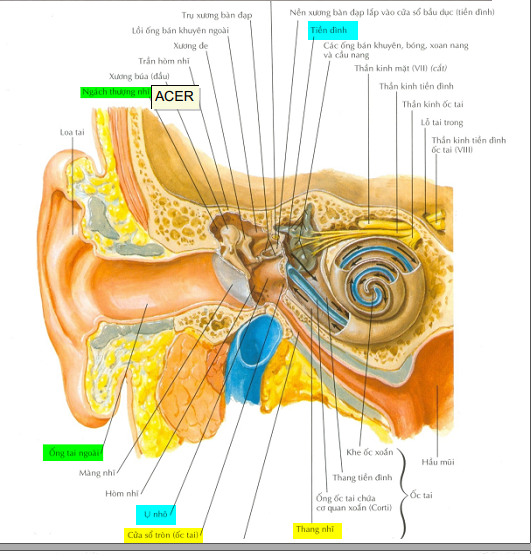 Trụ xương bàn đạp
Nền xương bàn đạp lắp vào cửa sổ bầu dục (tiền đình)
Lồi ống bán khuyên ngoài
Tiền đình
Xương đe
Các ống bán khuyên, bóng, xoan nang
và cầu nang
Trần hòm nhĩ
Thần kinh mặt (VII) (cắt)
Xương búa (đầu)
Thần kinh tiền đình
Ngách thượng nhĩ
ACER
Thần kinh ốc tai
Lỗ tai trong
Loa tai
Thần kinh tiền đình
ốc tai (VIII)
Ống tai ngoài
Khe ốc xoắn
Hầu mũi
Màng nhĩ
Thang tiền đình
Hòm nhĩ
Ống ốc tai chứa
cơ quan xoắn (Corti)
Ốc tai
Ụ nhô
Cửa sổ tròn (ốc tai)
Thang nhĩ